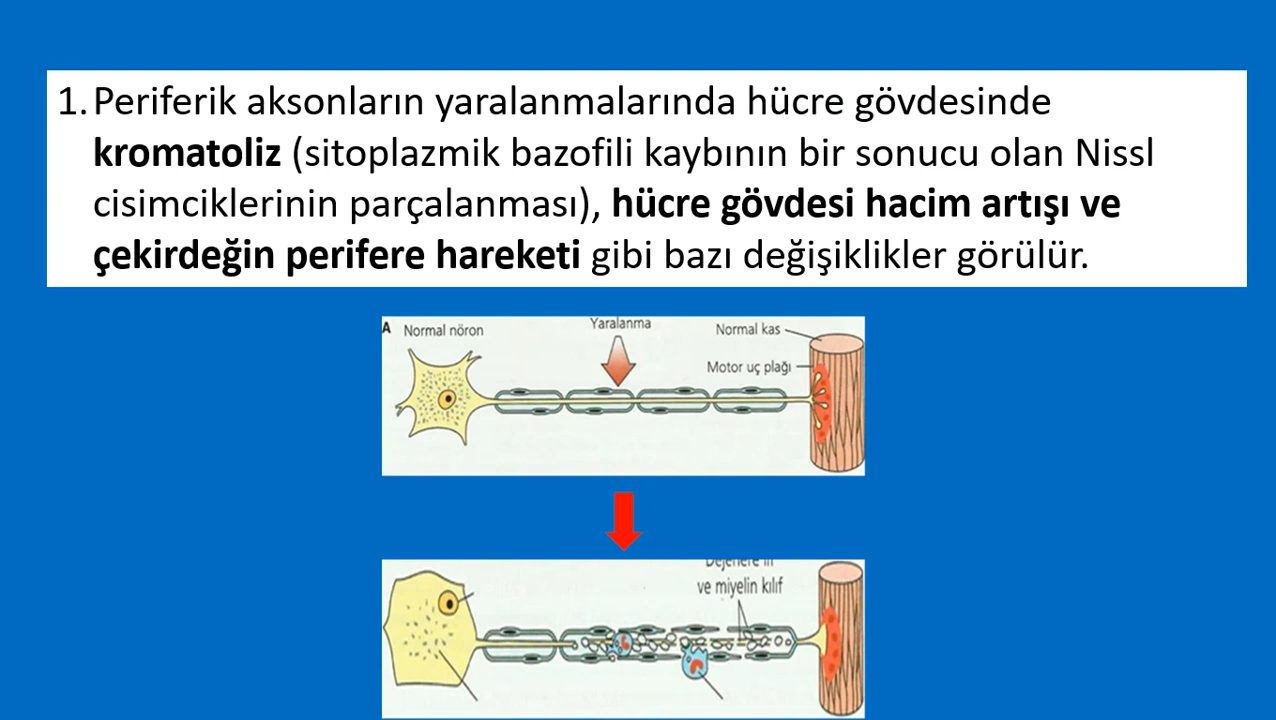 1. Periferik aksonların yaralanmalarında hücre gövdesinde
kromatoliz (sitoplazmik bazofili kaybının bir sonucu olan Nissl
cisimciklerinin parçalanması), hücre gövdesi hacim artışı ve
çekirdeğin perifere hareketi gibi bazı değişiklikler görülür.
A Normal nöron
Yaralanma
Normal kas
Motor uç plağı
Dejenere lif
ve miyelin kılıf